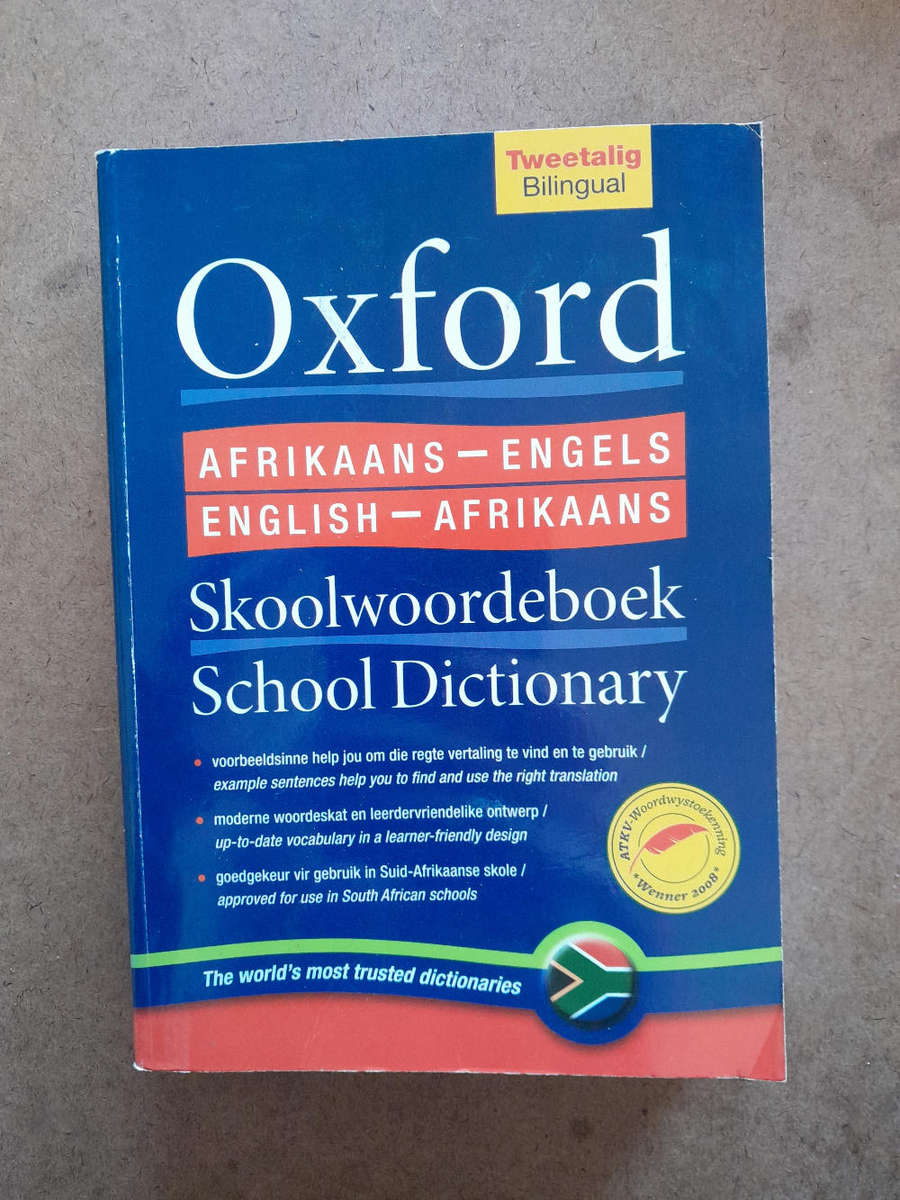 Tweetalig
Bilingual
Oxford
AFRIKAANS – ENGELS
ENGLISH – AFRIKAANS
Skoolwoordeboek
School Dictionary
• voorbeeldsinne help jou om die regte vertaling te vind en te gebruik /
example sentences help you to find and use the right translation
• moderne woordeskat en leerdervriendelike ontwerp /
up-to-date vocabulary in a learner-friendly design
• goedgekeur vir gebruik in Suid-Afrikaanse skole /
approved for use in South African schools
ATKV-Woordwystoekenning
*Wenner 2008*
The world's most trusted dictionaries